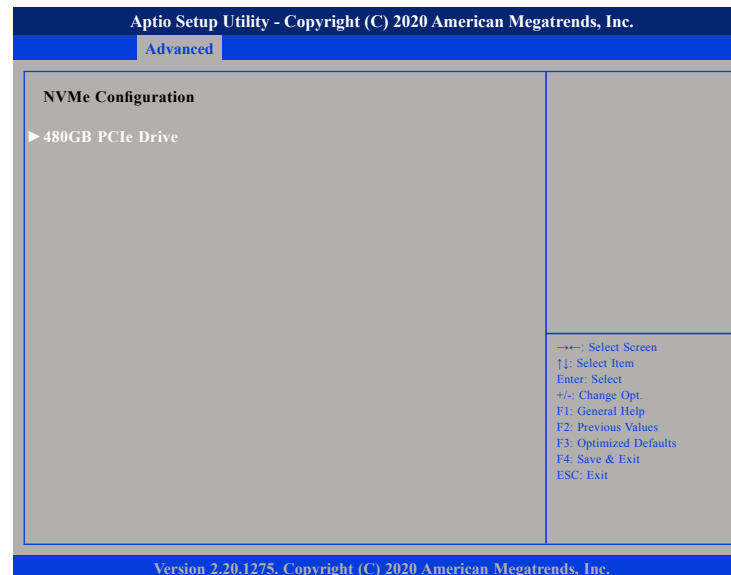 Aptio Setup Utility - Copyright (C) 2020 American Megatrends, Inc.
Advanced
NVMe Configuration
►480GB PCIe Drive
→←: Select Screen
↑↓: Select Item
Enter: Select
+/-: Change Opt.
F1: General Help
F2: Previous Values
F3: Optimized Defaults
F4: Save & Exit
ESC: Exit
Version 2.20.1275. Copyright (C) 2020 American Megatrends, Inc.